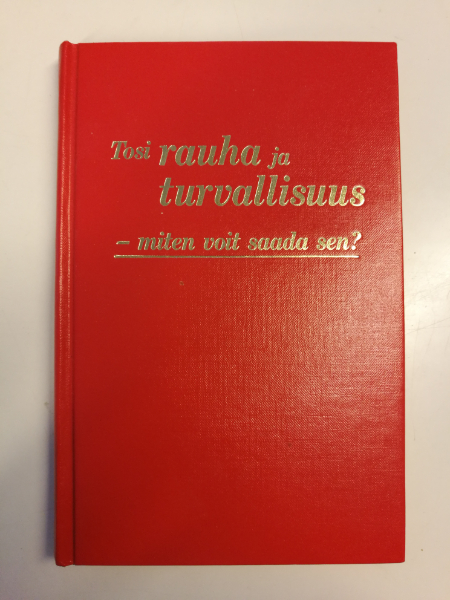 Tosi rauha ja
turvallisuus
– miten voit saada sen?